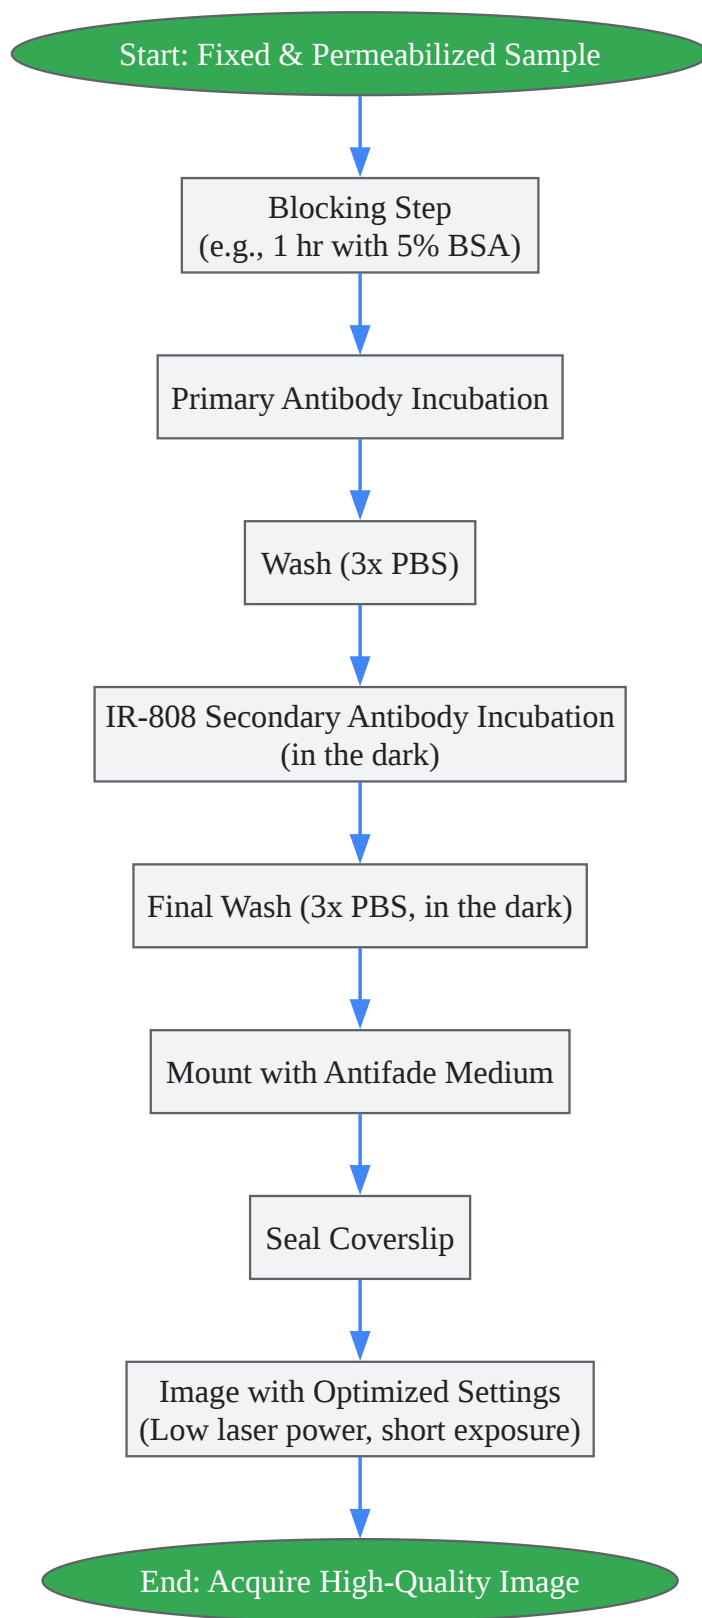 Start: Fixed & Permeabilized Sample
Blocking Step
(e.g., 1 hr with 5% BSA)
Primary Antibody Incubation
Wash (3x PBS)
IR-808 Secondary Antibody Incubation
(in the dark)
Final Wash (3x PBS, in the dark)
Mount with Antifade Medium
Seal Coverslip
Image with Optimized Settings
(Low laser power, short exposure)
End: Acquire High-Quality Image